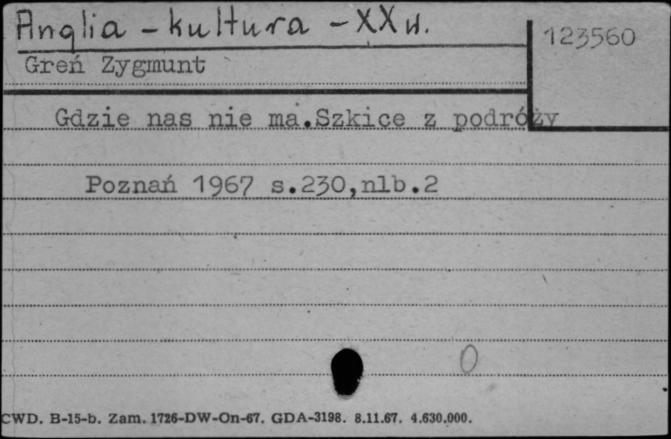 Anglia - kultura - XX w.
123560
Greń Zygmunt
Gdzie nas nie ma.Szkice z podróży
Poznań 1967 s.230,nlb.2
0
CWD. B-15-b. Zam. 1726-DW-On-67. GDA-3198. 8.11.67. 4.630.000.